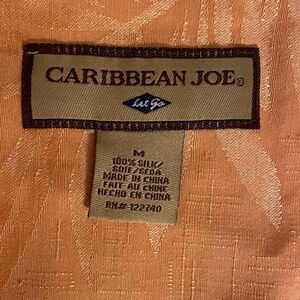 CARIBBEAN JOE®
Let Go
M
100% SILK/
SOIE/SEDA
MADE IN CHINA
FAIT AU CHINE
HECHO EN CHINA
RN#-122740